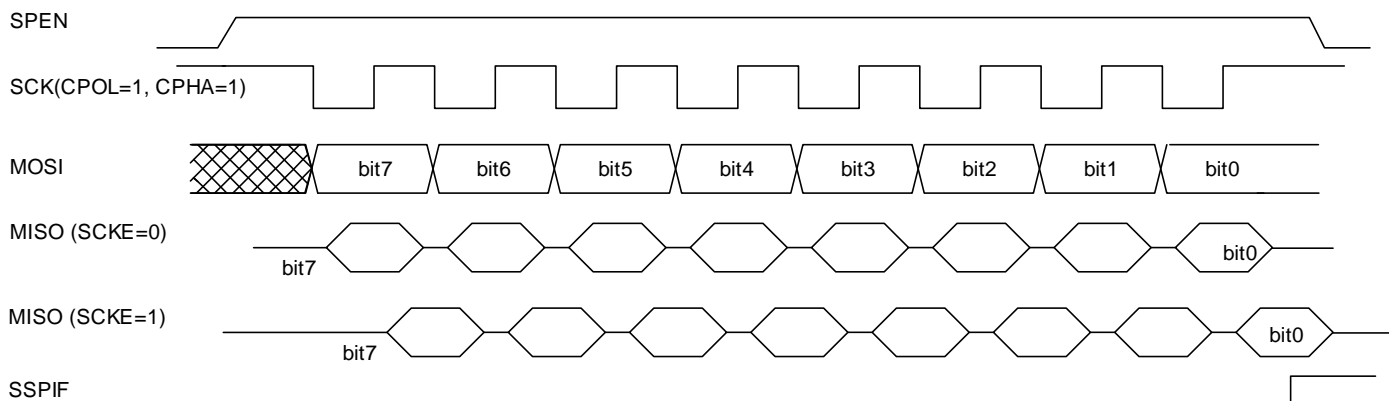 SPEN
SCK(CPOL=1, CPHA=1)
MOSI
bit7 bit6 bit5 bit4 bit3 bit2 bit1 bit0
MISO (SCKE=0)
bit7 bit0
MISO (SCKE=1)
bit7 bit0
SSPIF